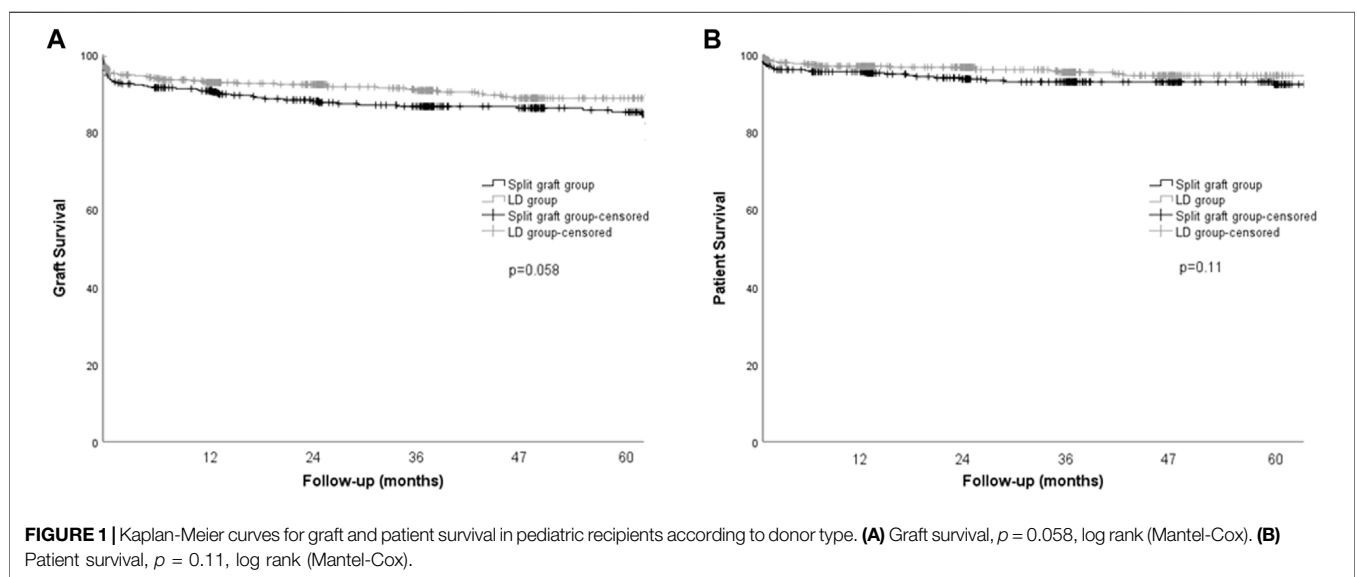 A
100
80
60
40
20
0
Graft Survival
Split graft group
LD group
Split graft group-censored
LD group-censored
p=0.058
12 24 36 47 60
Follow-up (months)
B
100
80
60
40
20
0
Patient Survival
Split graft group
LD group
Split graft group-censored
LD group-censored
p=0.11
12 24 36 47 60
Follow-up (months)
FIGURE 1 | Kaplan-Meier curves for graft and patient survival in pediatric recipients according to donor type. (A) Graft survival, p = 0.058, log rank (Mantel-Cox). (B)
Patient survival, p = 0.11, log rank (Mantel-Cox).